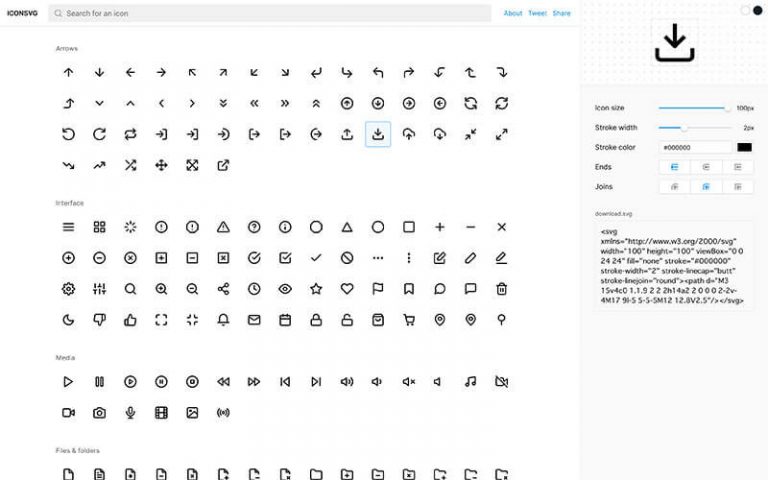 ICONSVG
Search for an icon
About Tweet Share
Arrows
Interface
Media
Files & folders
Icon size 100px
Stroke width 2px
Stroke color #000000
Ends
Joins
download.svg
<svg
xmlns="http://www.w3.org/2000/svg"
width="100" height="100" viewBox="0 0
24 24" fill="none" stroke="#000000"
stroke-width="2" stroke-linecap="butt"
stroke-linejoin="round"><path d="M3
15v4c0 1.1.9 2 2 2h14a2 2 0 0 0 2-2v-
4M17 9l-5 5-5-5M12 12.8V2.5"/></svg>